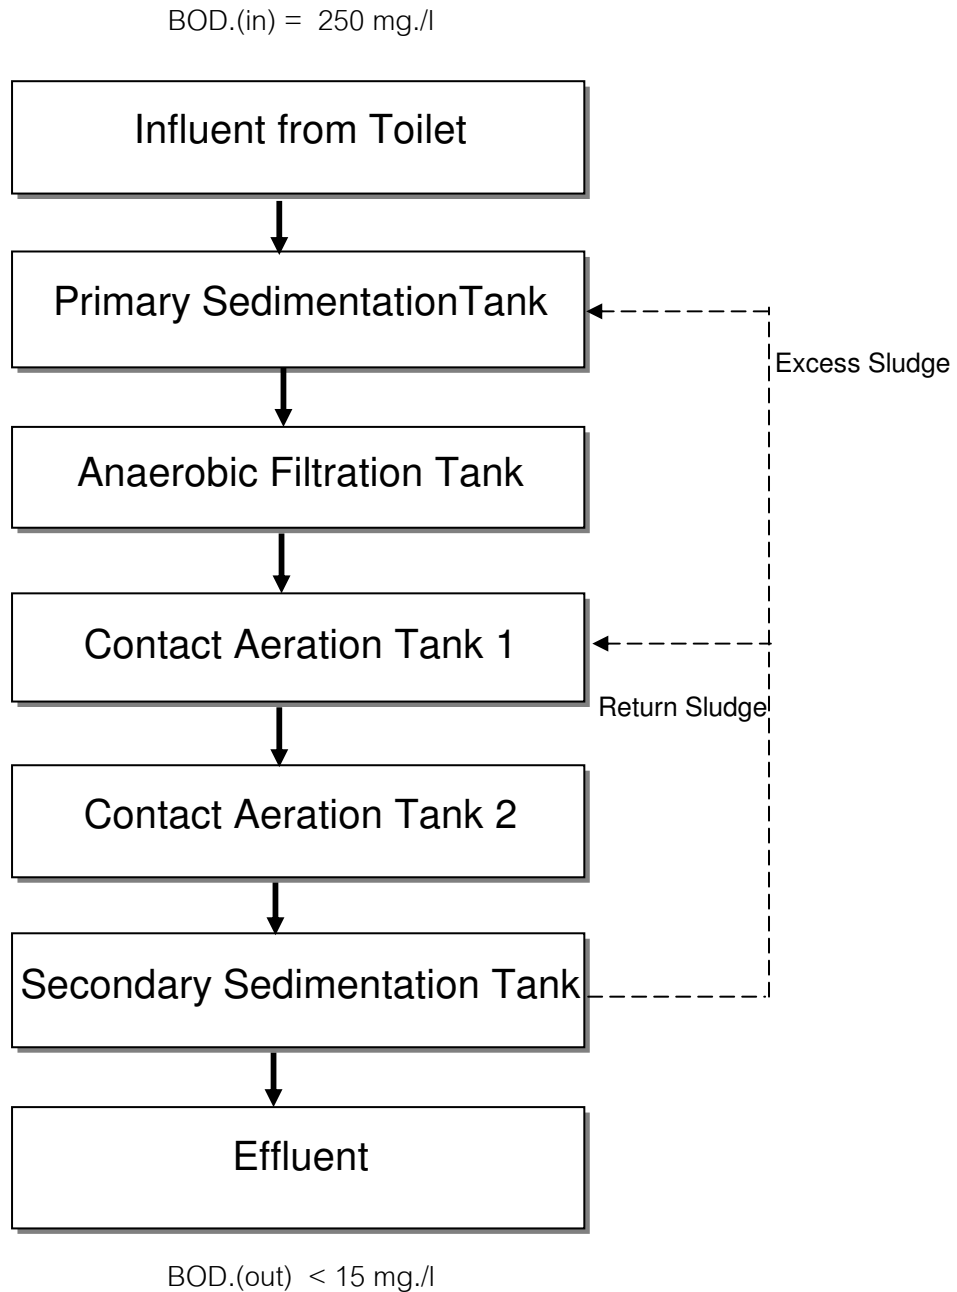 BOD.(in) =  250 mg./l
Influent from Toilet
Primary SedimentationTank
Excess Sludge
Anaerobic Filtration Tank
Contact Aeration Tank 1
Return Sludge
Contact Aeration Tank 2
Secondary Sedimentation Tank
Effluent
BOD.(out)  < 15 mg./l